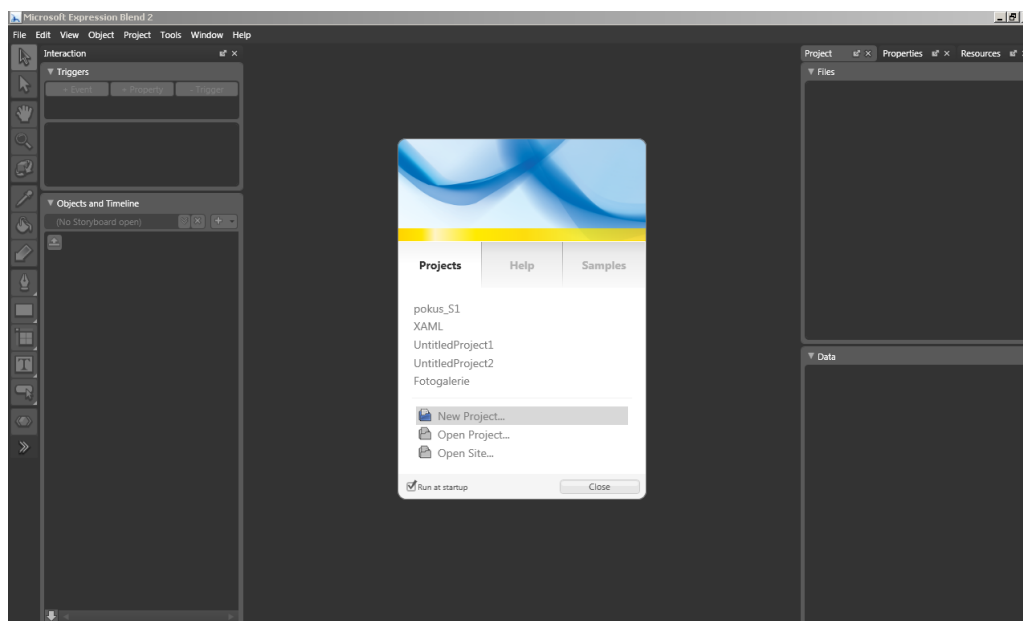 Microsoft Expression Blend 2
File Edit View Object Project Tools Window Help
Interaction
Triggers
+ Event + Property - Trigger
Objects and Timeline
(No Storyboard open)
Projects Help Samples
pokus_S1
XAML
UntitledProject1
UntitledProject2
Fotogalerie
New Project...
Open Project...
Open Site...
Run at startup Close
Project Properties Resources
Files
Data